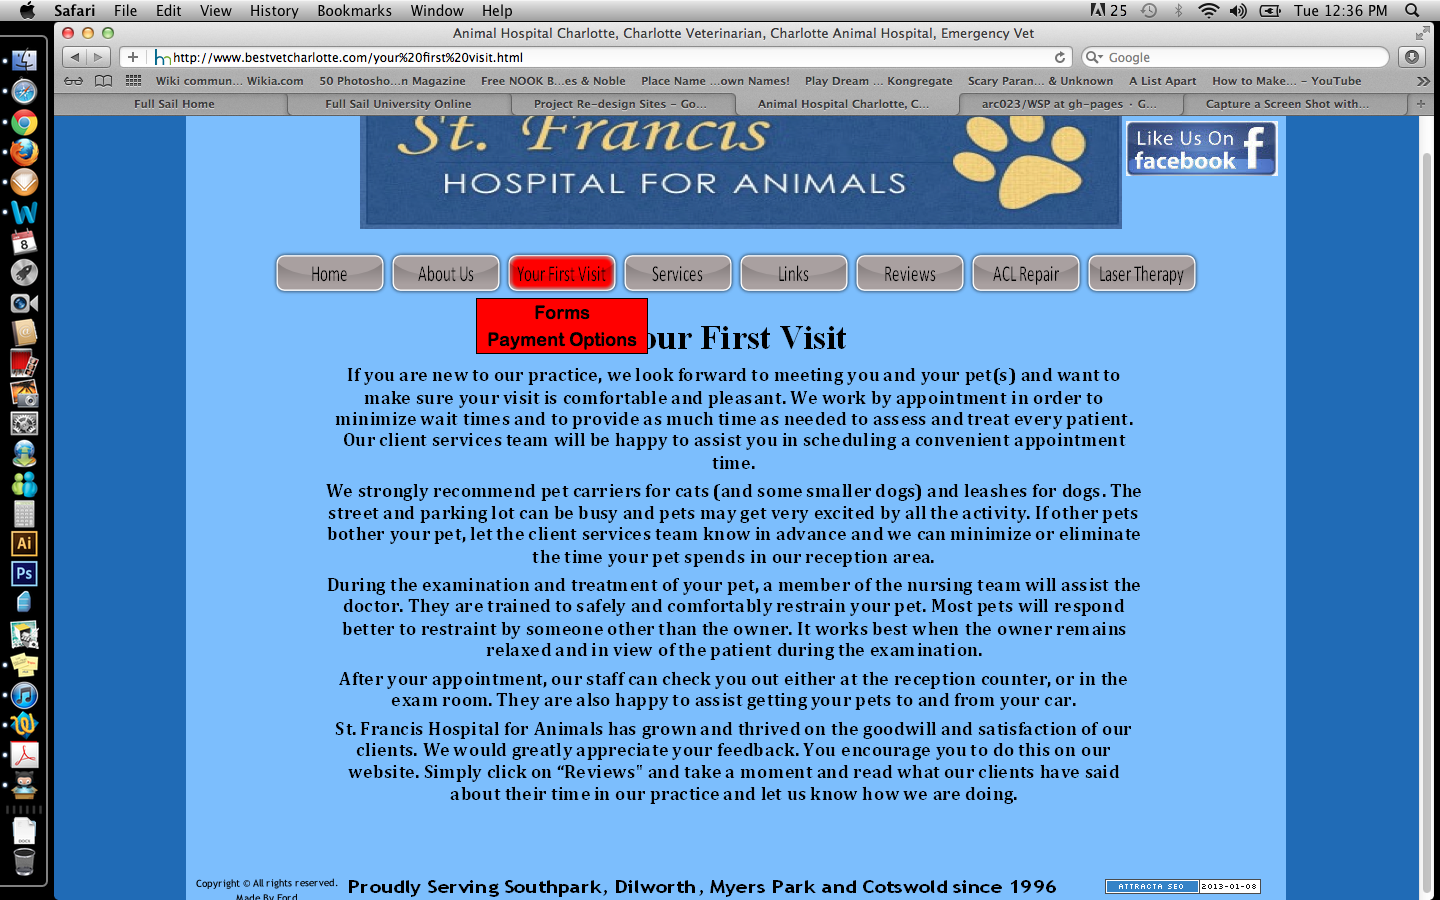 Safari File Edit View History Bookmarks Window Help 25 Tue 12:36 PM
Animal Hospital Charlotte, Charlotte Veterinarian, Charlotte Animal Hospital, Emergency Vet
http://www.bestvetcharlotte.com/your%20first%20visit.html Google
Wiki commun... Wikia.com 50 Photosho...n Magazine Free NOOK B...es & Noble Place Name ...own Names! Play Dream ... Kongregate Scary Paran... & Unknown A List Apart How to Make... – YouTube
Full Sail Home Full Sail University Online Project Re-design Sites – Go... Animal Hospital Charlotte, C... arc023/WSP at gh-pages · G... Capture a Screen Shot with...
St. Francis
HOSPITAL FOR ANIMALS
Like Us On
facebook
Home About Us Your First Visit Services Links Reviews ACL Repair Laser Therapy
Forms
Payment Options
our First Visit
If you are new to our practice, we look forward to meeting you and your pet(s) and want to
make sure your visit is comfortable and pleasant. We work by appointment in order to
minimize wait times and to provide as much time as needed to assess and treat every patient.
Our client services team will be happy to assist you in scheduling a convenient appointment
time.
We strongly recommend pet carriers for cats (and some smaller dogs) and leashes for dogs. The
street and parking lot can be busy and pets may get very excited by all the activity. If other pets
bother your pet, let the client services team know in advance and we can minimize or eliminate
the time your pet spends in our reception area.
During the examination and treatment of your pet, a member of the nursing team will assist the
doctor. They are trained to safely and comfortably restrain your pet. Most pets will respond
better to restraint by someone other than the owner. It works best when the owner remains
relaxed and in view of the patient during the examination.
After your appointment, our staff can check you out either at the reception counter, or in the
exam room. They are also happy to assist getting your pets to and from your car.
St. Francis Hospital for Animals has grown and thrived on the goodwill and satisfaction of our
clients. We would greatly appreciate your feedback. You encourage you to do this on our
website. Simply click on “Reviews" and take a moment and read what our clients have said
about their time in our practice and let us know how we are doing.
Copyright © All rights reserved.
Made By Ford
Proudly Serving Southpark, Dilworth, Myers Park and Cotswold since 1996
ATTRACTA SEO 2013-01-08
8
Ai
Ps